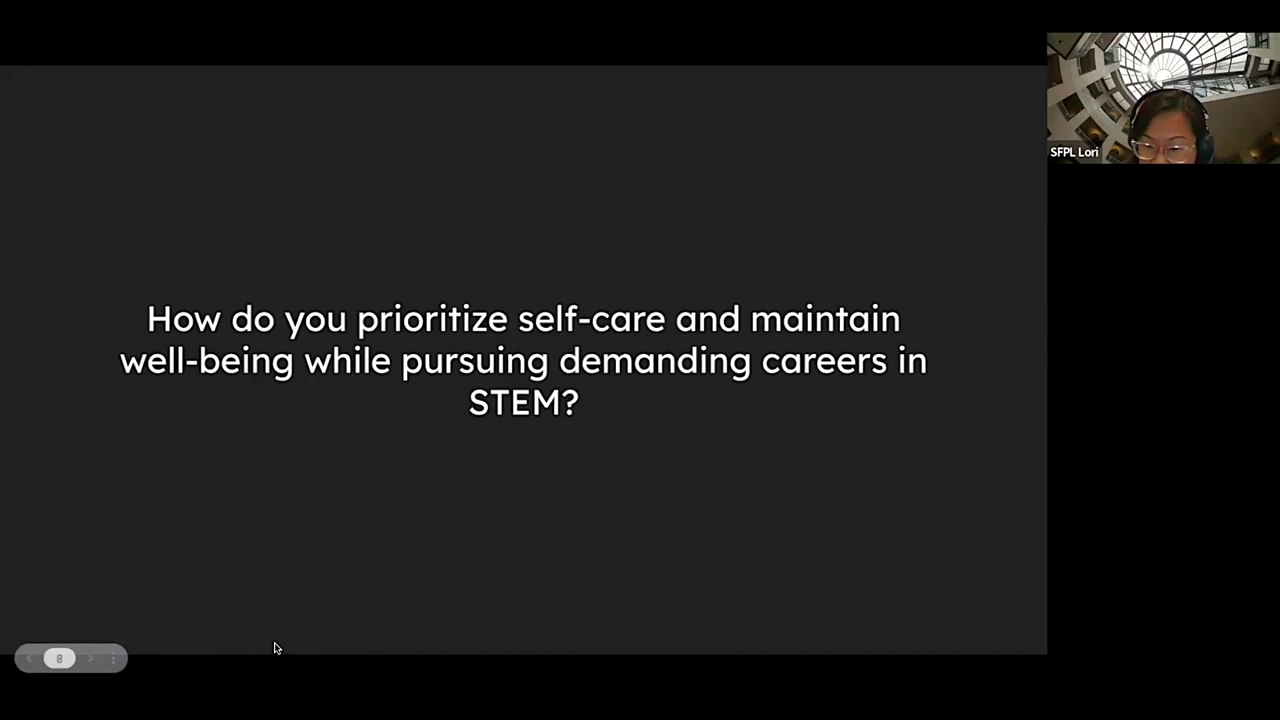 How do you prioritize self-care and maintain
well-being while pursuing demanding careers in
STEM?
SFPL Lori
8